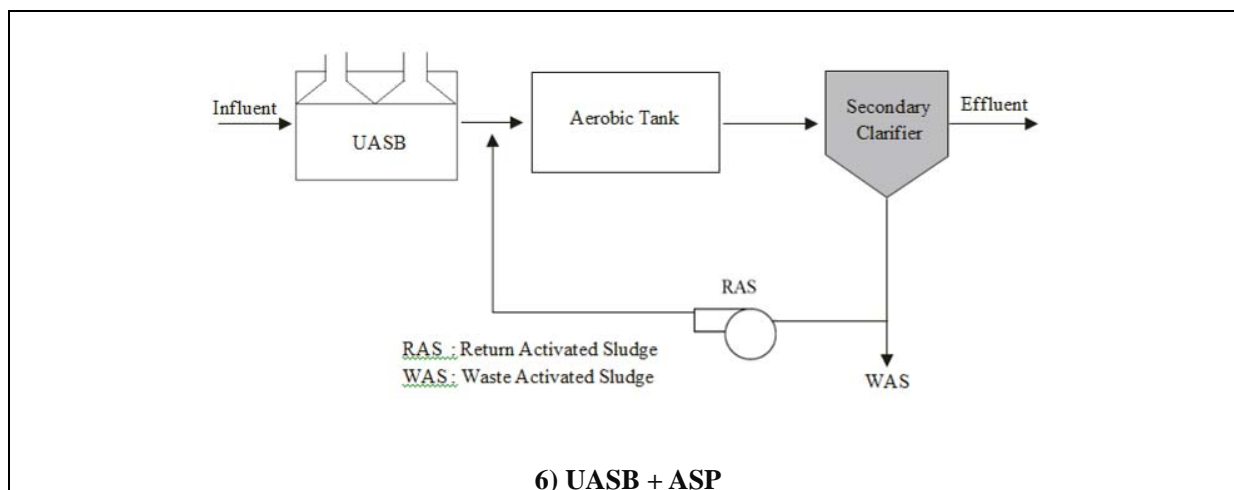 Influent
UASB
Aerobic Tank
Secondary
Clarifier
Effluent
RAS
RAS : Return Activated Sludge
WAS : Waste Activated Sludge
WAS
6) UASB + ASP